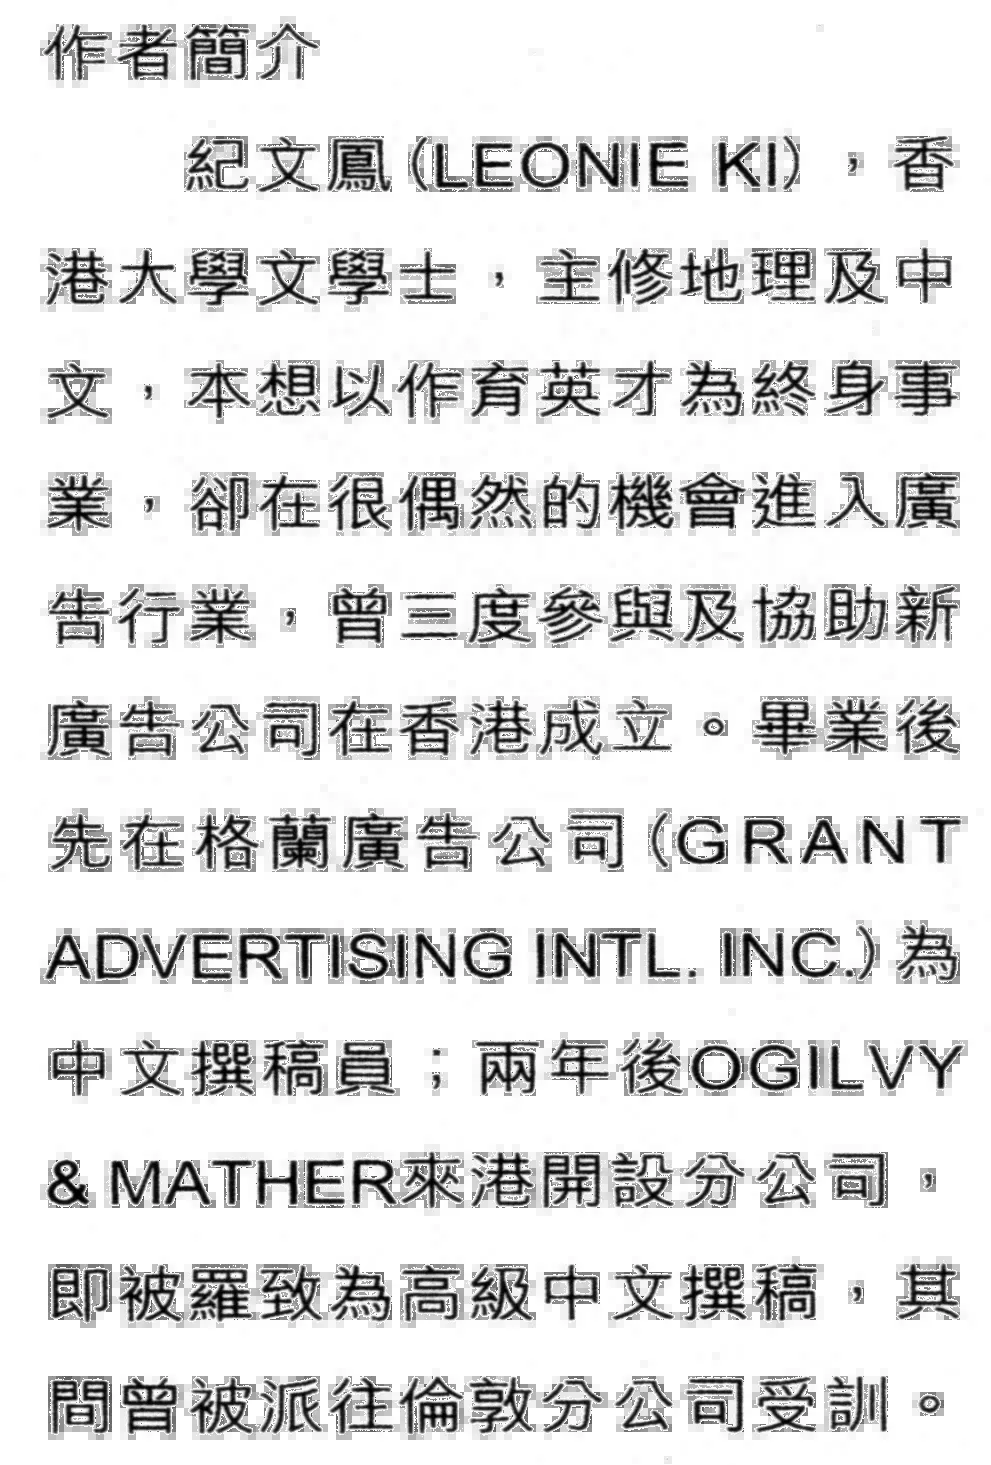 作者簡介
紀文鳳(LEONIE KI)，香
港大學文學士，主修地理及中
文，本想以作育英才為終身事
業，卻在很偶然的機會進入廣
告行業，曾三度參與及協助新
廣告公司在香港成立。畢業後
先在格蘭廣告公司(GRANT
ADVERTISING INTL. INC.)為
中文撰稿員；兩年後OGILVY
& MATHER來港開設分公司，
即被羅致為高級中文撰稿，其
間曾被派往倫敦分公司受訓。